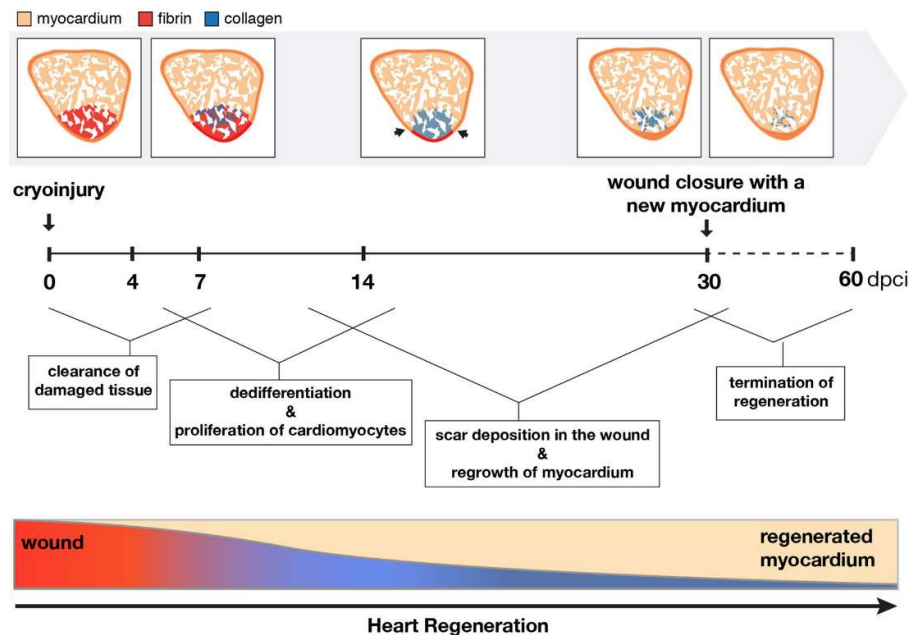 myocardium fibrin collagen
cryoinjury
wound closure with a
new myocardium
0 4 7 14 30 60 dpci
clearance of
damaged tissue
dedifferentiation
&
proliferation of cardiomyocytes
scar deposition in the wound
&
regrowth of myocardium
termination of
regeneration
wound
regenerated
myocardium
Heart Regeneration